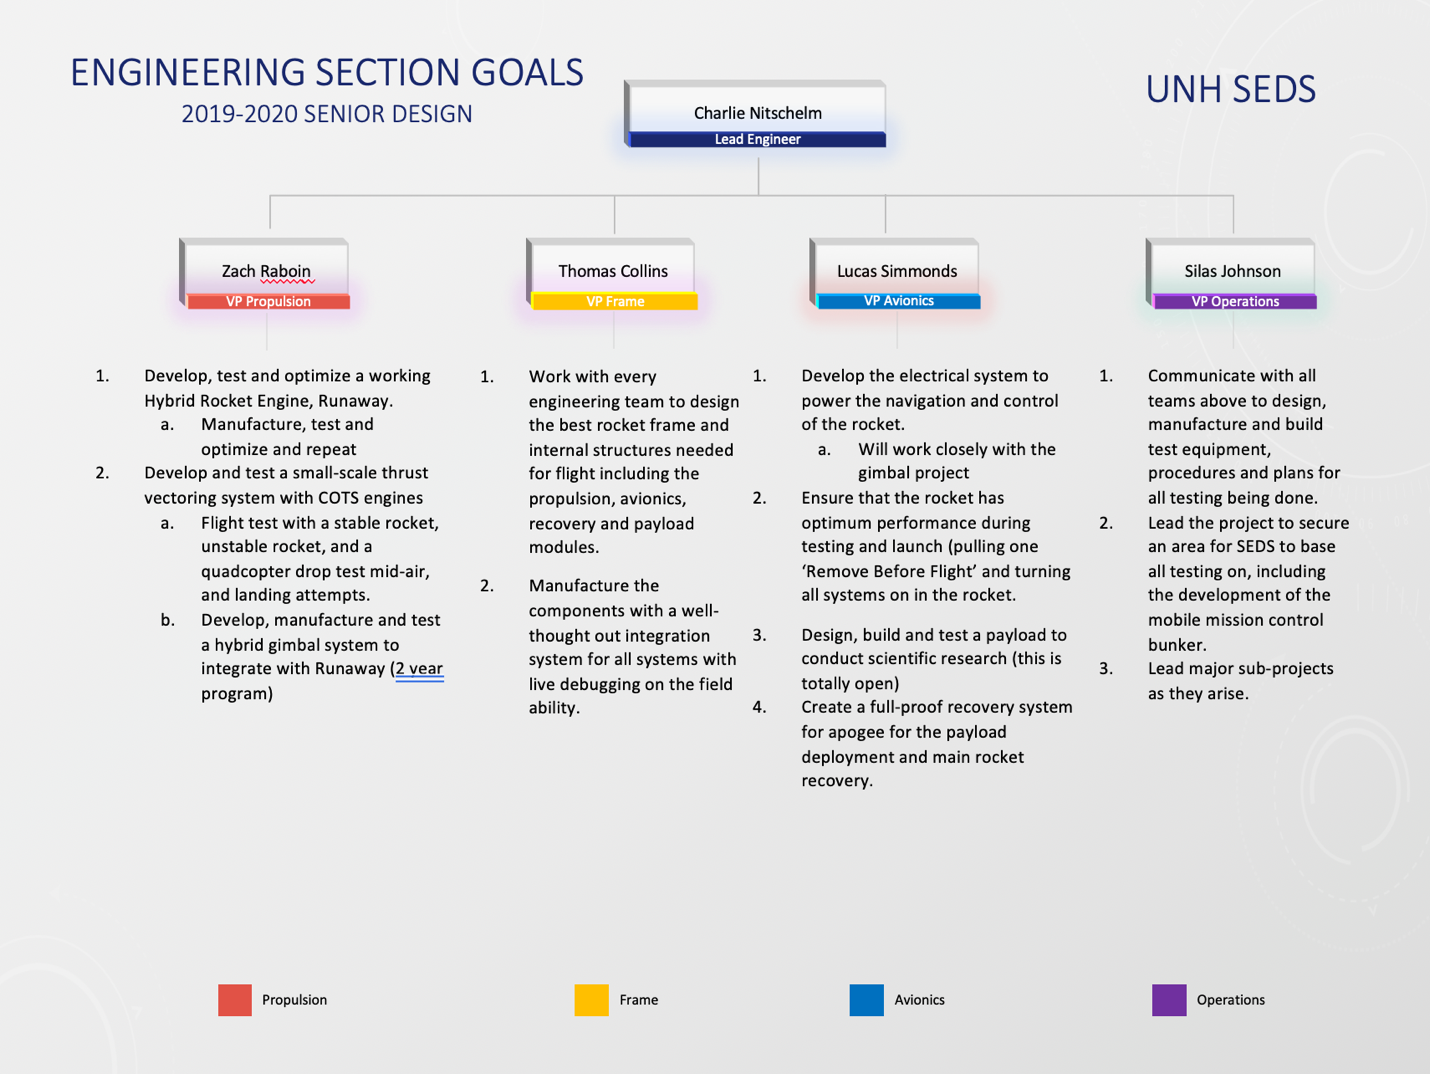 ENGINEERING SECTION GOALS
2019-2020 SENIOR DESIGN
UNH SEDS
Charlie Nitschelm
Lead Engineer
Zach Raboin
VP Propulsion
Thomas Collins
VP Frame
Lucas Simmonds
VP Avionics
Silas Johnson
VP Operations
1. Develop, test and optimize a working
Hybrid Rocket Engine, Runaway.
a. Manufacture, test and
optimize and repeat
2. Develop and test a small-scale thrust
vectoring system with COTS engines
a. Flight test with a stable rocket,
unstable rocket, and a
quadcopter drop test mid-air,
and landing attempts.
b. Develop, manufacture and test
a hybrid gimbal system to
integrate with Runaway (2 year
program)
1. Work with every
engineering team to design
the best rocket frame and
internal structures needed
for flight including the
propulsion, avionics,
recovery and payload
modules.
2. Manufacture the
components with a well-
thought out integration
system for all systems with
live debugging on the field
ability.
1. Develop the electrical system to
power the navigation and control
of the rocket.
a. Will work closely with the
gimbal project
2. Ensure that the rocket has
optimum performance during
testing and launch (pulling one
‘Remove Before Flight’ and turning
all systems on in the rocket.
3. Design, build and test a payload to
conduct scientific research (this is
totally open)
4. Create a full-proof recovery system
for apogee for the payload
deployment and main rocket
recovery.
1. Communicate with all
teams above to design,
manufacture and build
test equipment,
procedures and plans for
all testing being done.
2. Lead the project to secure
an area for SEDS to base
all testing on, including
the development of the
mobile mission control
bunker.
3. Lead major sub-projects
as they arise.
Propulsion
Frame
Avionics
Operations